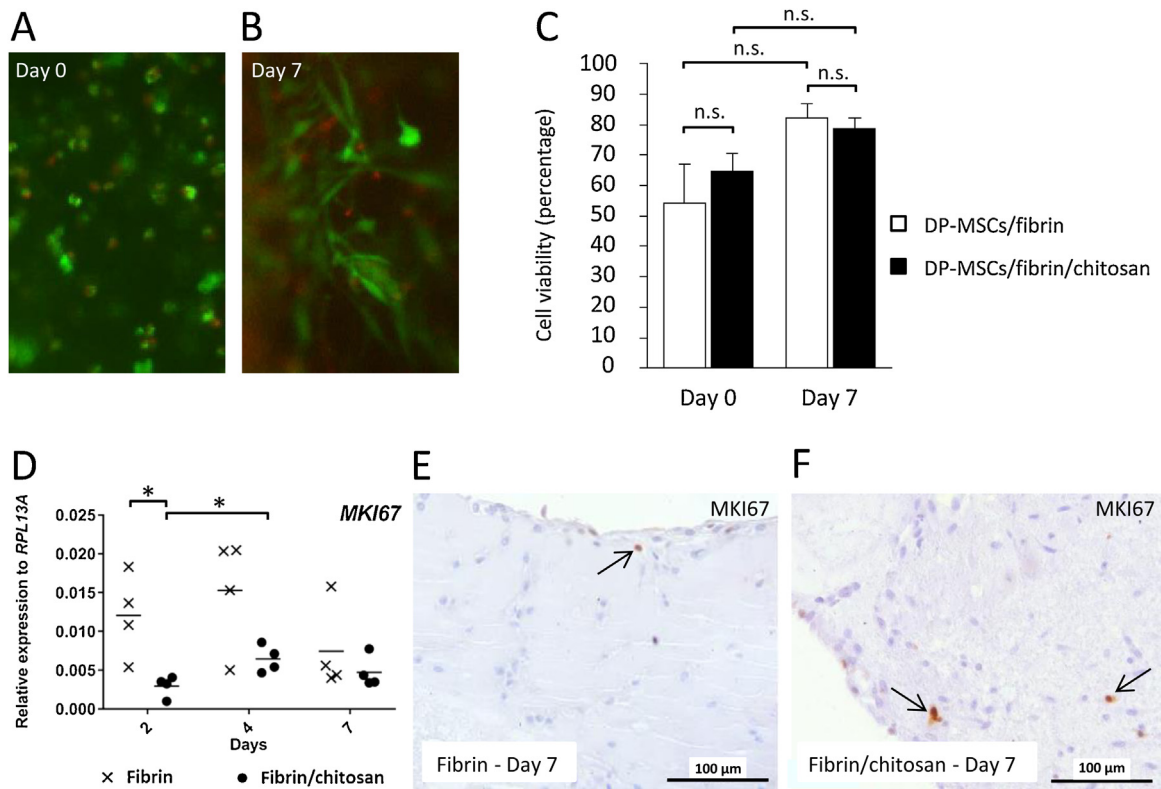 A
Day 0
B
Day 7
C
n.s.
n.s.
n.s.
n.s.
Cell viability (percentage)
100
90
80
70
60
50
40
30
20
10
0
Day 0
Day 7
DP-MSCs/fibrin
DP-MSCs/fibrin/chitosan
D
*
*
MKI67
Relative expression to RPL13A
0.025
0.020
0.015
0.010
0.005
0.000
2
4
7
Days
Fibrin
Fibrin/chitosan
E
MKI67
Fibrin - Day 7
100 µm
F
MKI67
Fibrin/chitosan - Day 7
100 µm